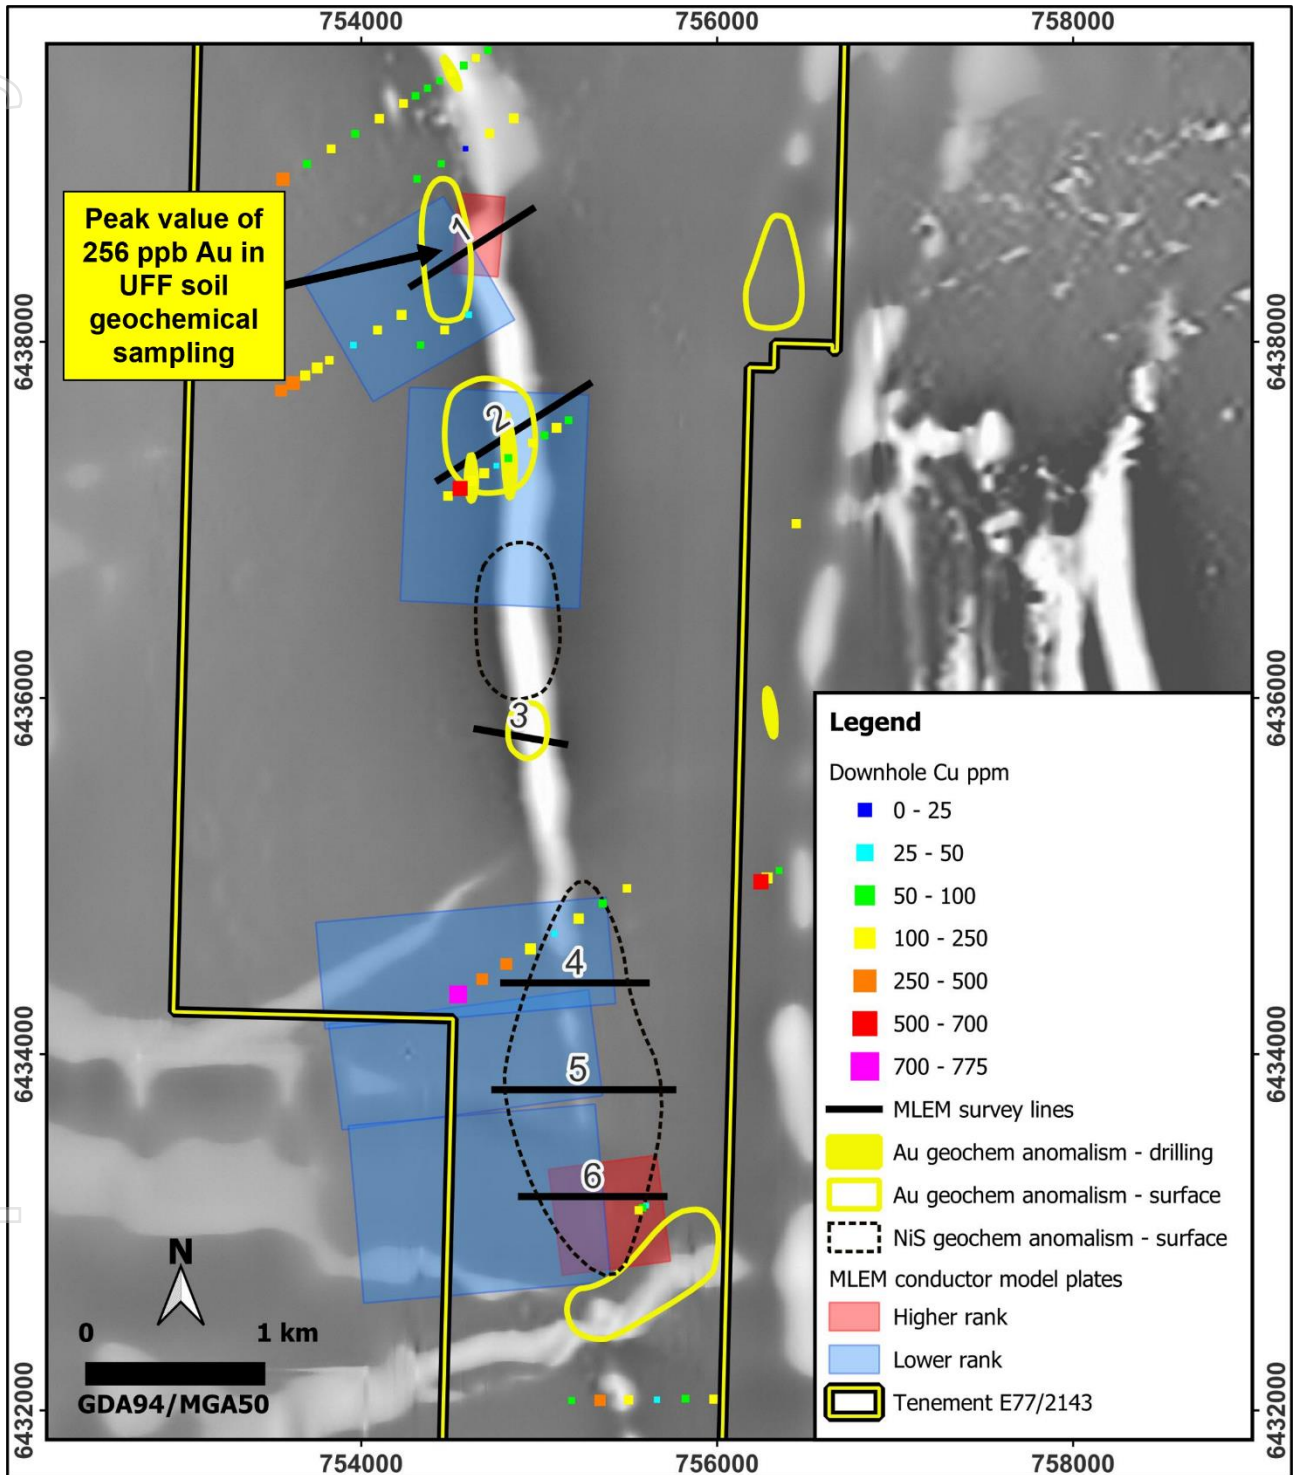 754000
756000
758000
Peak value of
256 ppb Au in
UFF soil
geochemical
sampling
1
6438000
6438000
2
6436000
6436000
3
Legend
Downhole Cu ppm
0 - 25
25 - 50
50 - 100
100 - 250
250 - 500
500 - 700
700 - 775
MLEM survey lines
Au geochem anomalism - drilling
Au geochem anomalism - surface
NiS geochem anomalism - surface
MLEM conductor model plates
Higher rank
Lower rank
Tenement E77/2143
4
6434000
6434000
5
6
N
0 1 km
GDA94/MGA50
6432000
6432000
754000
756000
758000